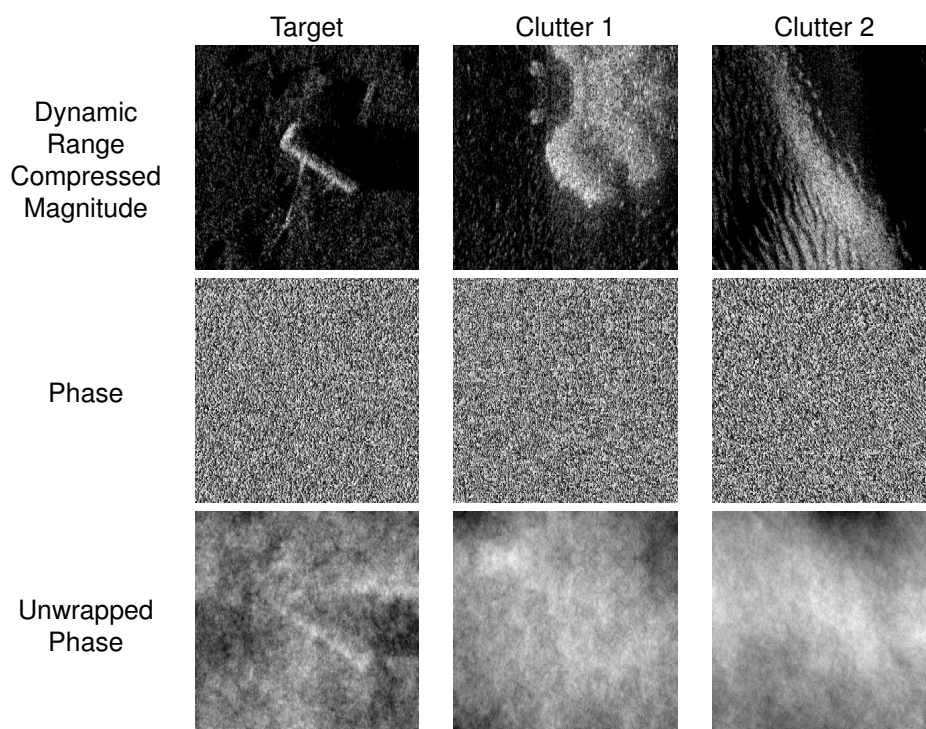 Target
Clutter 1
Clutter 2
Dynamic
Range
Compressed
Magnitude
Phase
Unwrapped
Phase